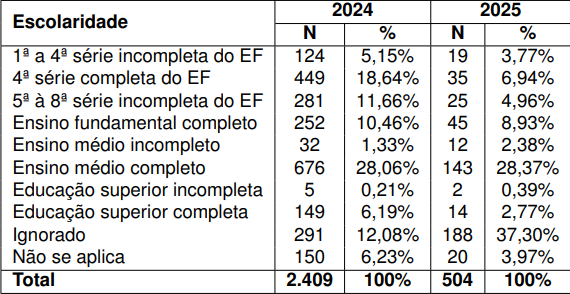 Escolaridade 2024 2025
N % N %
1ª a 4ª série incompleta do EF 124 5,15% 19 3,77%
4ª série completa do EF 449 18,64% 35 6,94%
5ª à 8ª série incompleta do EF 281 11,66% 25 4,96%
Ensino fundamental completo 252 10,46% 45 8,93%
Ensino médio incompleto 32 1,33% 12 2,38%
Ensino médio completo 676 28,06% 143 28,37%
Educação superior incompleta 5 0,21% 2 0,39%
Educação superior completa 149 6,19% 14 2,77%
Ignorado 291 12,08% 188 37,30%
Não se aplica 150 6,23% 20 3,97%
Total 2.409 100% 504 100%